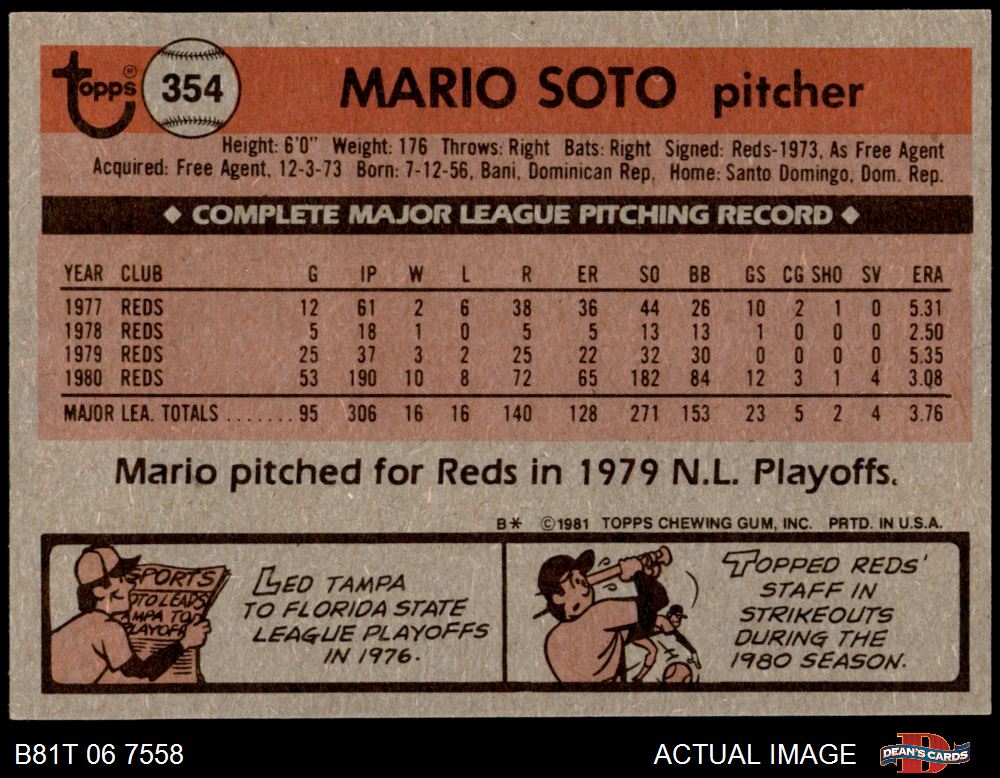 Topps® 354 MARIO SOTO pitcher
Height: 6'0" Weight: 176 Throws: Right Bats: Right Signed: Reds-1973, As Free Agent
Acquired: Free Agent, 12-3-73 Born: 7-12-56, Bani, Dominican Rep. Home: Santo Domingo, Dom. Rep.
◆ COMPLETE MAJOR LEAGUE PITCHING RECORD ◆
YEAR CLUB G IP W L R ER SO BB GS CG SHO SV ERA
1977 REDS 12 61 2 6 38 36 44 26 10 2 1 0 5.31
1978 REDS 5 18 1 0 5 5 13 13 1 0 0 0 2.50
1979 REDS 25 37 3 2 25 22 32 30 0 0 0 0 5.35
1980 REDS 53 190 10 8 72 65 182 84 12 3 1 4 3.08
MAJOR LEA. TOTALS ....... 95 306 16 16 140 128 271 153 23 5 2 4 3.76
Mario pitched for Reds in 1979 N.L. Playoffs.
B* ©1981 TOPPS CHEWING GUM, INC. PRTD. IN U.S.A.
SPORTS
OTO LEADS
MPA TO
PLAYOFF
LED TAMPA
TO FLORIDA STATE
LEAGUE PLAYOFFS
IN 1976.
TOPPED REDS'
STAFF IN
STRIKEOUTS
DURING THE
1980 SEASON.
B81T 06 7558 ACTUAL IMAGE DEAN'S CARDS